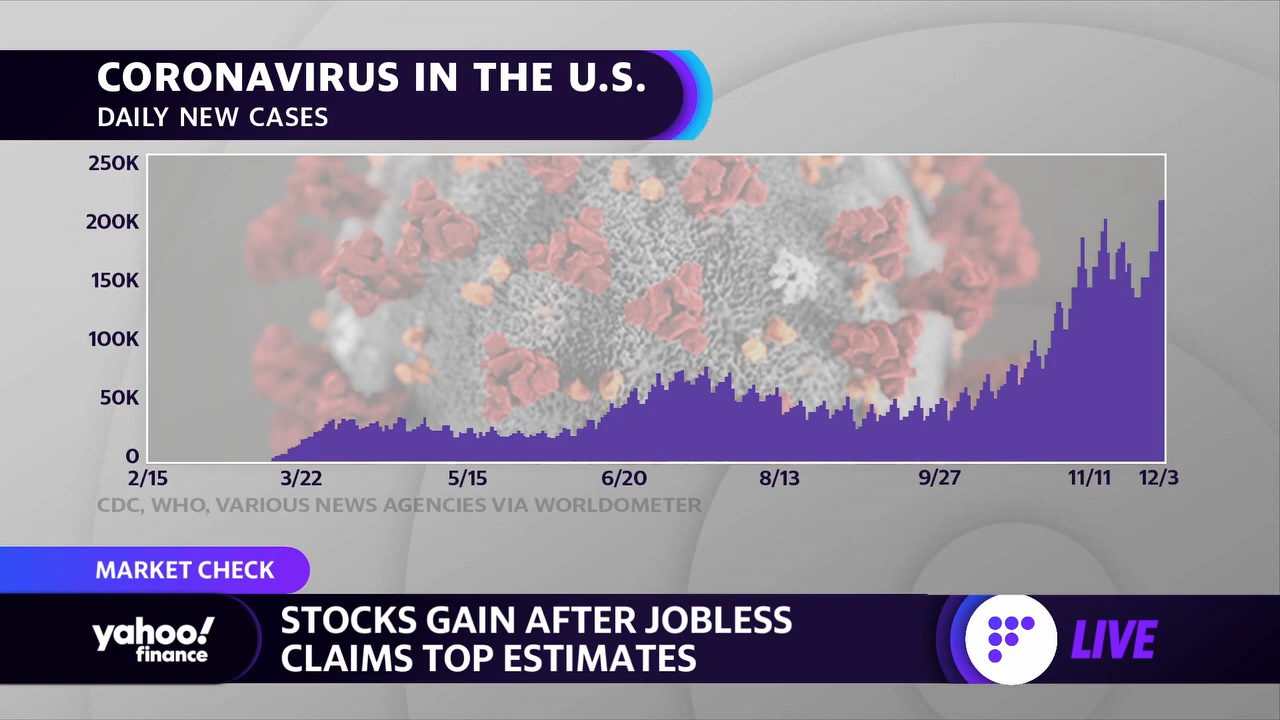 CORONAVIRUS IN THE U.S.
DAILY NEW CASES
250K
200K
150K
100K
50K
0
2/15 3/22 5/15 6/20 8/13 9/27 11/11 12/3
CDC, WHO, VARIOUS NEWS AGENCIES VIA WORLDOMETER
MARKET CHECK
yahoo!
finance
STOCKS GAIN AFTER JOBLESS
CLAIMS TOP ESTIMATES
LIVE